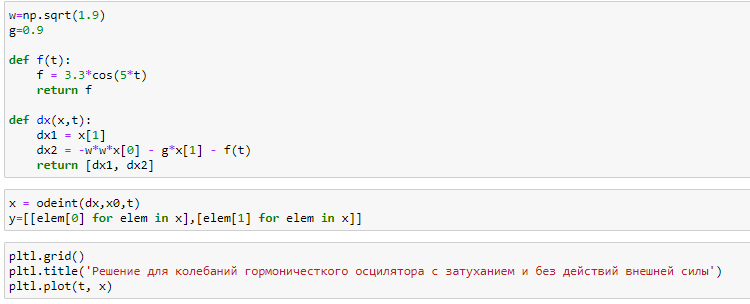 w=np.sqrt(1.9)
g=0.9
def f(t):
    f = 3.3*cos(5*t)
    return f
def dx(x,t):
    dx1 = x[1]
    dx2 = -w*w*x[0] - g*x[1] - f(t)
    return [dx1, dx2]
x = odeint(dx,x0,t)
y=[[elem[0] for elem in x],[elem[1] for elem in x]]
pltl.grid()
pltl.title('Решение для колебаний гормоничесткого осцилятора с затуханием и без действий внешней силы')
pltl.plot(t, x)